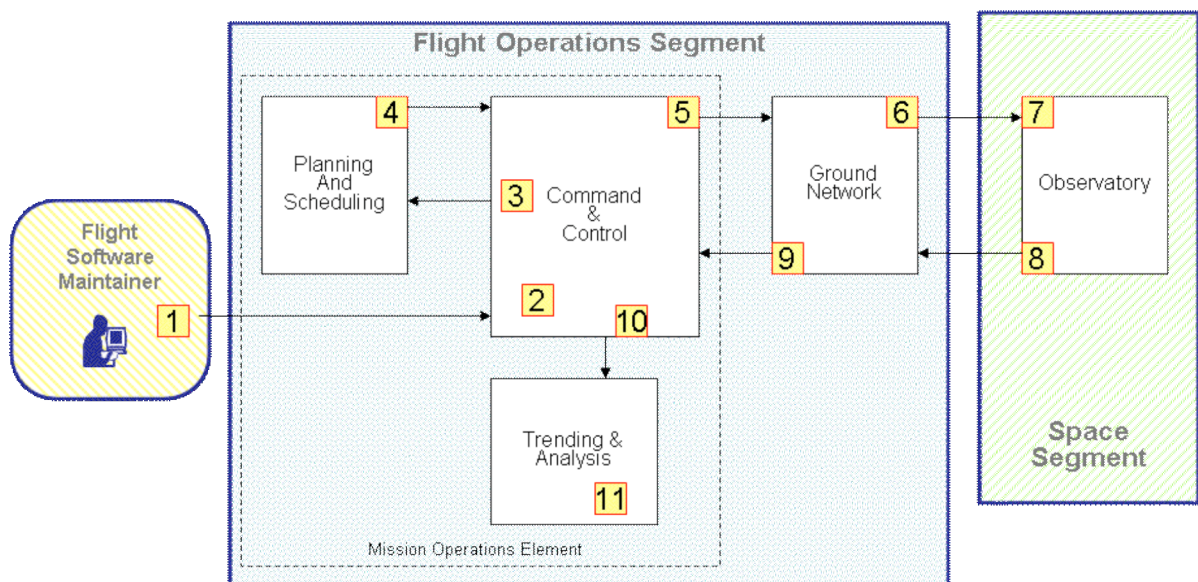 Flight Operations Segment
4
5
6
7
Planning
And
Scheduling
3
Command
&
Control
Ground
Network
Observatory
Flight
Software
Maintainer
1
2
10
9
8
Trending &
Analysis
11
Mission Operations Element
Space
Segment